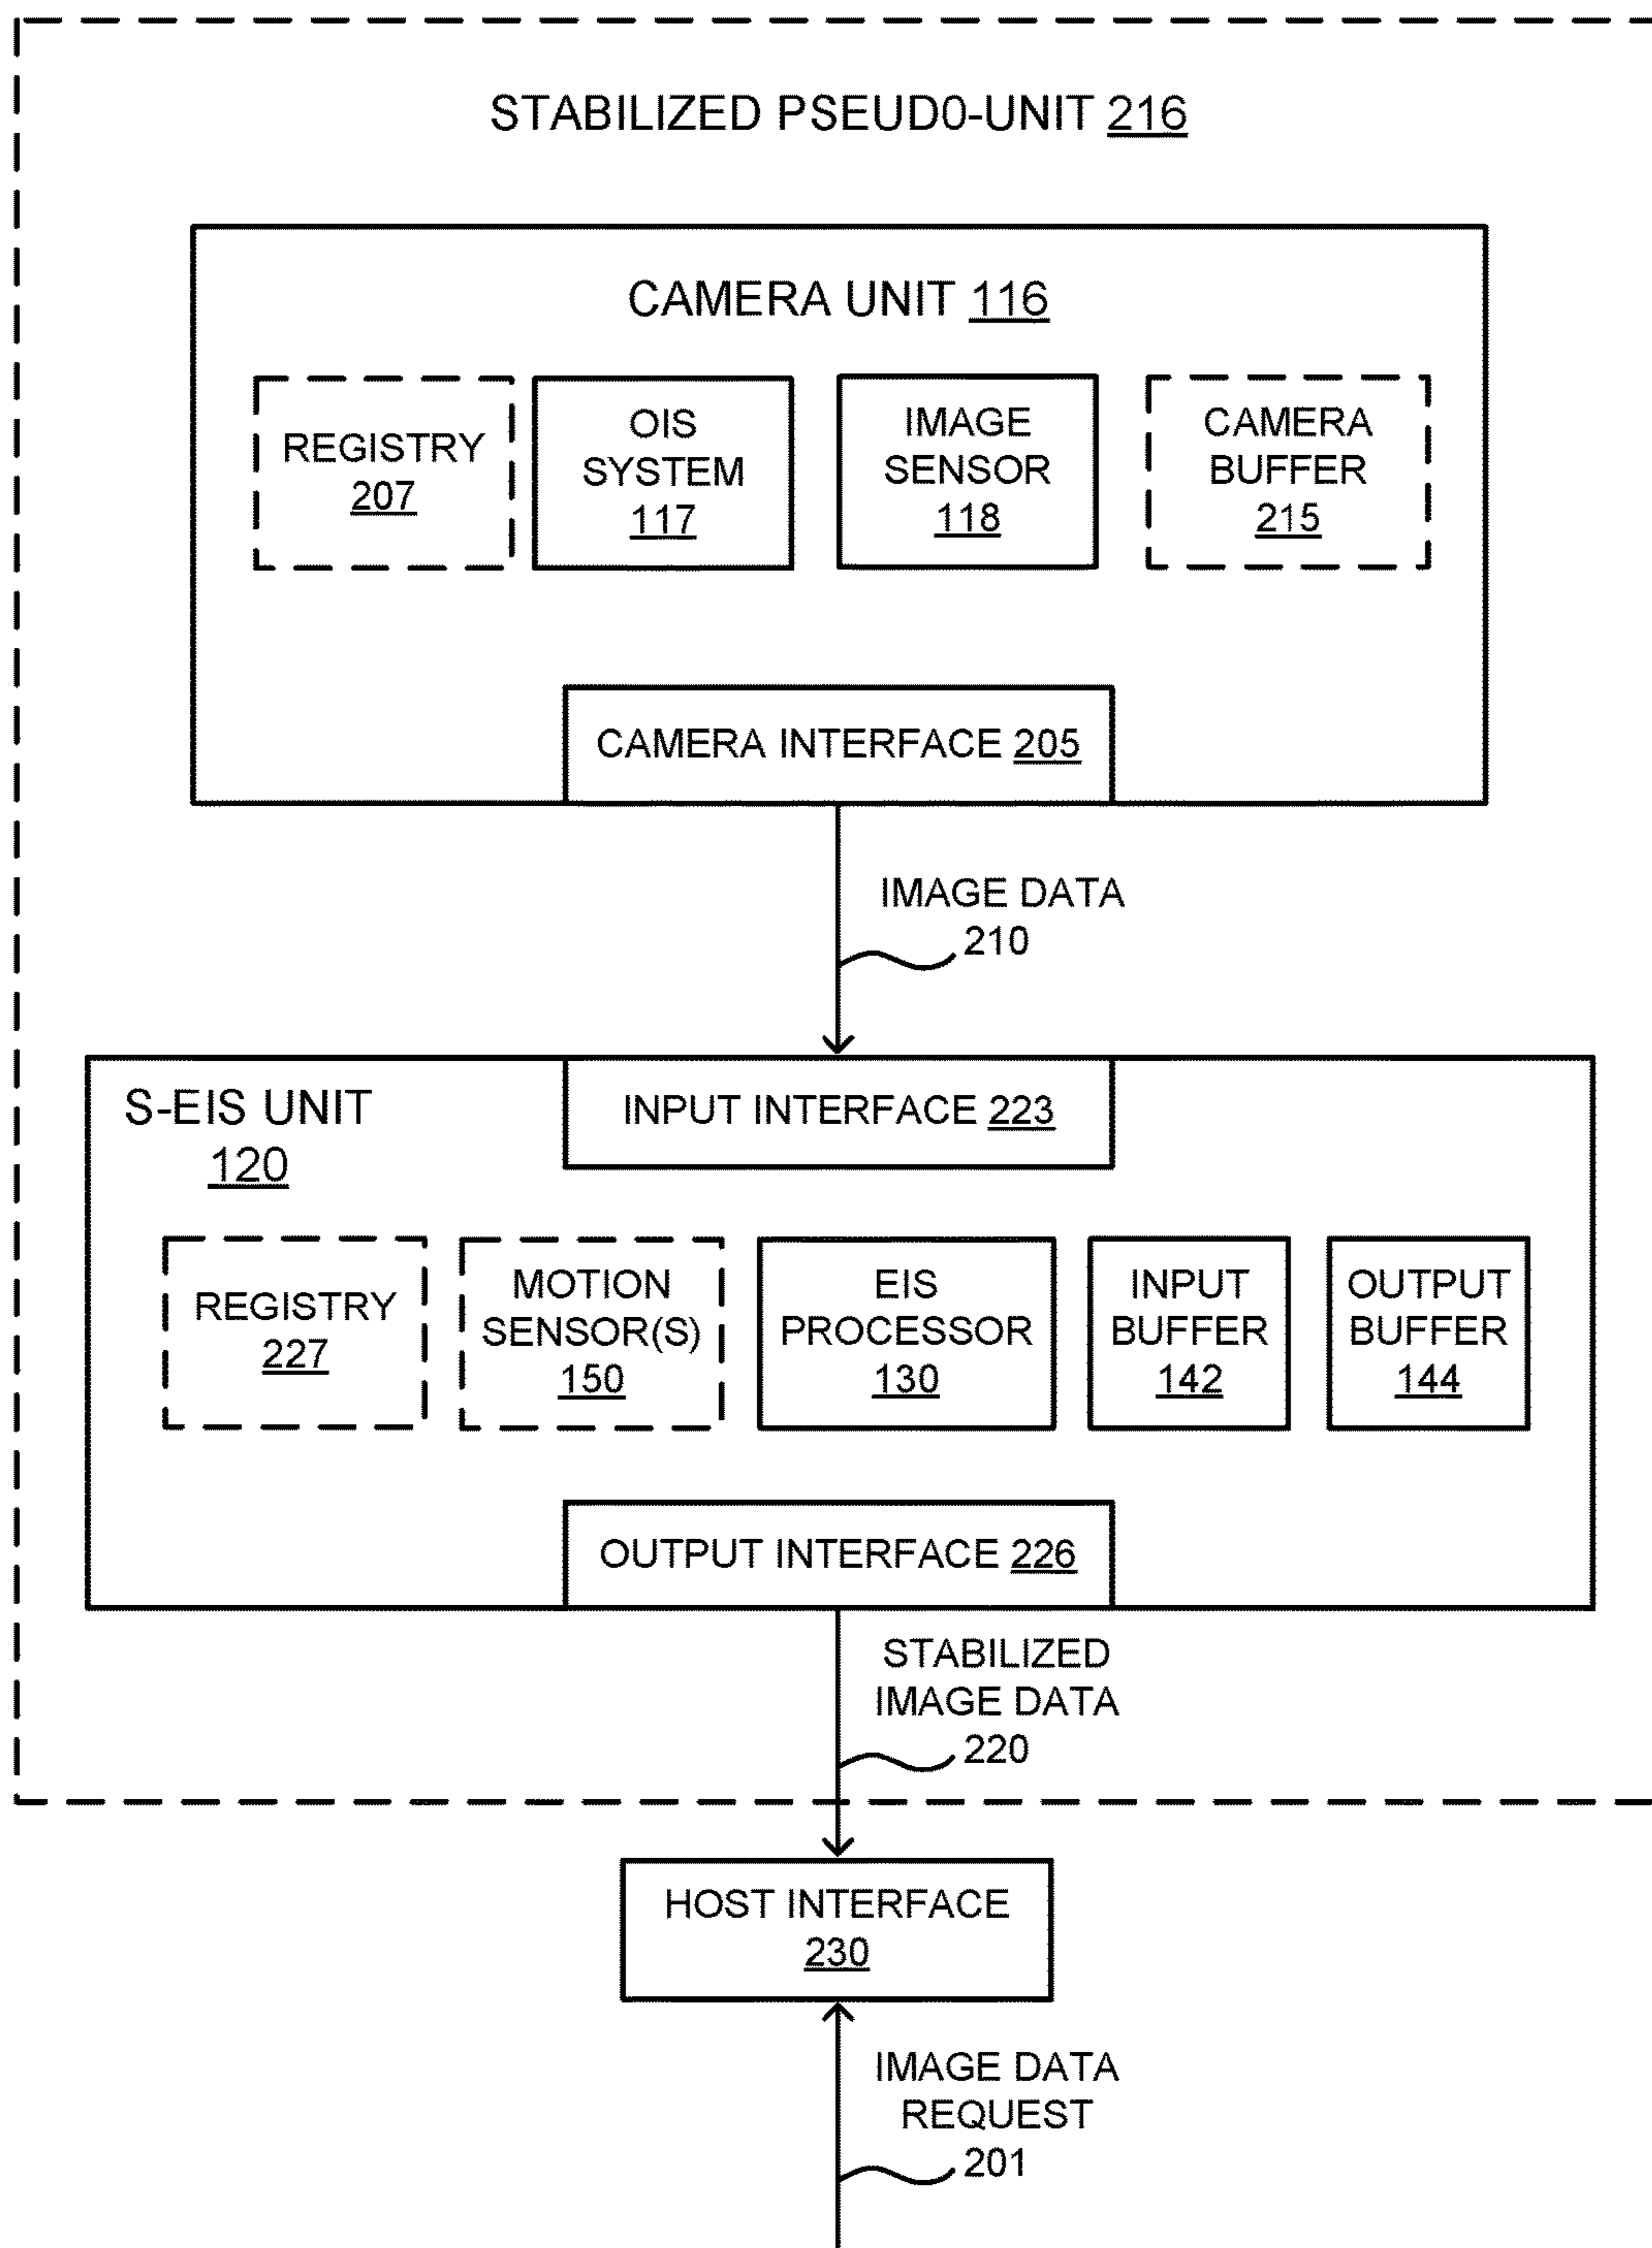 STABILIZED PSEUD0-UNIT 216
CAMERA UNIT 116
REGISTRY
207
OIS
SYSTEM
117
IMAGE
SENSOR
118
CAMERA
BUFFER
215
CAMERA INTERFACE 205
IMAGE DATA
210
S-EIS UNIT
120
INPUT INTERFACE 223
REGISTRY
227
MOTION
SENSOR(S)
150
EIS
PROCESSOR
130
INPUT
BUFFER
142
OUTPUT
BUFFER
144
OUTPUT INTERFACE 226
STABILIZED
IMAGE DATA
220
HOST INTERFACE
230
IMAGE DATA
REQUEST
201